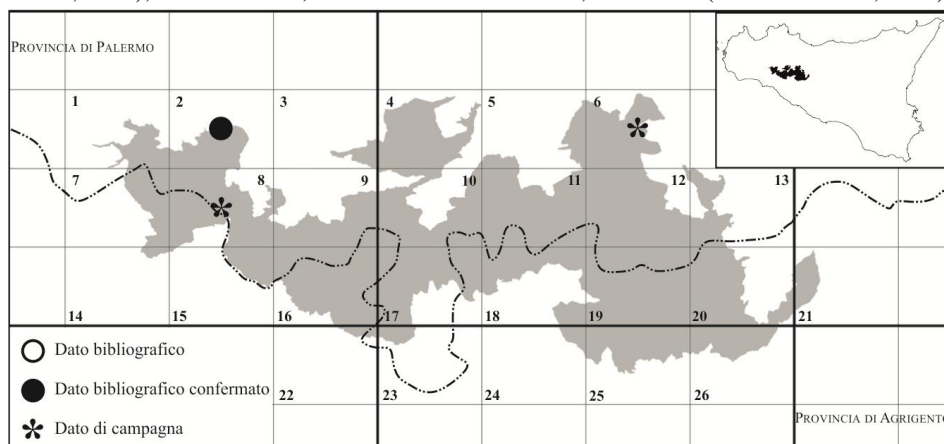 PROVINCIA DI PALERMO
1 2 3 4 5 6
7 8 9 10 11 12 13
14 15 16 17 18 19 20 21
Dato bibliografico
Dato bibliografico confermato
22 23 24 25 26
Dato di campagna
PROVINCIA DI AGRIGENTO